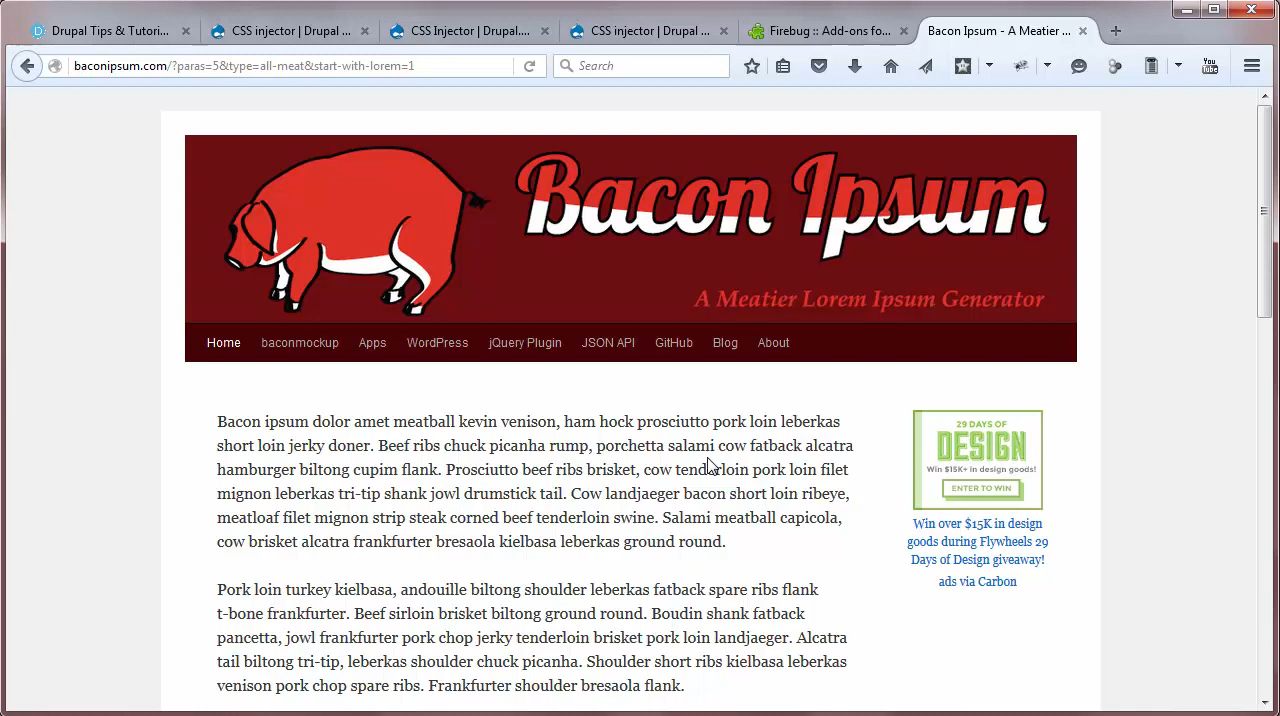 Drupal Tips & Tutori...
CSS injector | Drupal ...
CSS Injector | Drupal....
CSS injector | Drupal ...
Firebug :: Add-ons fo...
Bacon Ipsum - A Meatier ...
baconipsum.com/?paras=5&type=all-meat&start-with-lorem=1
Search
You
Tube
Bacon Ipsum
A Meatier Lorem Ipsum Generator
Home baconmockup Apps WordPress jQuery Plugin JSON API GitHub Blog About
Bacon ipsum dolor amet meatball kevin venison, ham hock prosciutto pork loin leberkas
short loin jerky doner. Beef ribs chuck picanha rump, porchetta salami cow fatback alcatra
hamburger biltong cupim flank. Prosciutto beef ribs brisket, cow tenderloin pork loin filet
mignon leberkas tri-tip shank jowl drumstick tail. Cow landjaeger bacon short loin ribeye,
meatloaf filet mignon strip steak corned beef tenderloin swine. Salami meatball capicola,
cow brisket alcatra frankfurter bresaola kielbasa leberkas ground round.
Pork loin turkey kielbasa, andouille biltong shoulder leberkas fatback spare ribs flank
t-bone frankfurter. Beef sirloin brisket biltong ground round. Boudin shank fatback
pancetta, jowl frankfurter pork chop jerky tenderloin brisket pork loin landjaeger. Alcatra
tail biltong tri-tip, leberkas shoulder chuck picanha. Shoulder short ribs kielbasa leberkas
venison pork chop spare ribs. Frankfurter shoulder bresaola flank.
29 DAYS OF
DESIGN
Win $15K+ in design goods!
ENTER TO WIN
Win over $15K in design
goods during Flywheels 29
Days of Design giveaway!
ads via Carbon